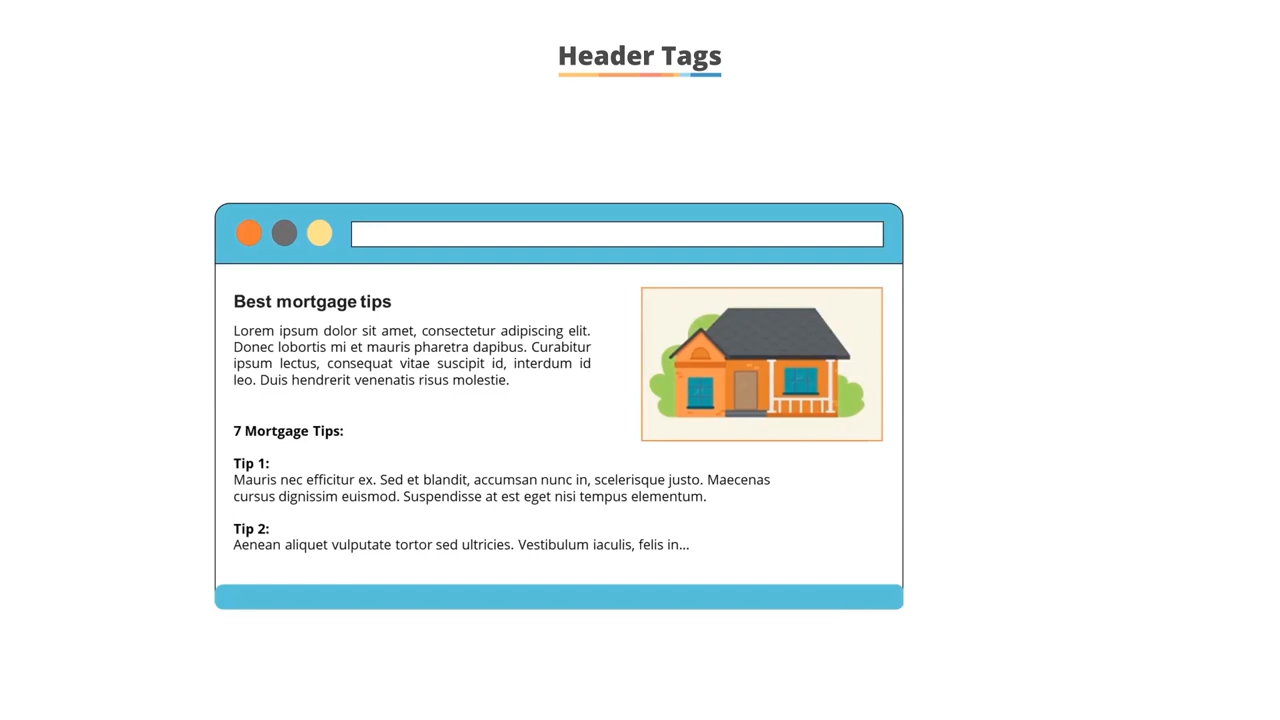 Header Tags
Best mortgage tips
Lorem ipsum dolor sit amet, consectetur adipiscing elit.
Donec lobortis mi et mauris pharetra dapibus. Curabitur
ipsum lectus, consequat vitae suscipit id, interdum id
leo. Duis hendrerit venenatis risus molestie.
7 Mortgage Tips:
Tip 1:
Mauris nec efficitur ex. Sed et blandit, accumsan nunc in, scelerisque justo. Maecenas
cursus dignissim euismod. Suspendisse at est eget nisi tempus elementum.
Tip 2:
Aenean aliquet vulputate tortor sed ultricies. Vestibulum iaculis, felis in...